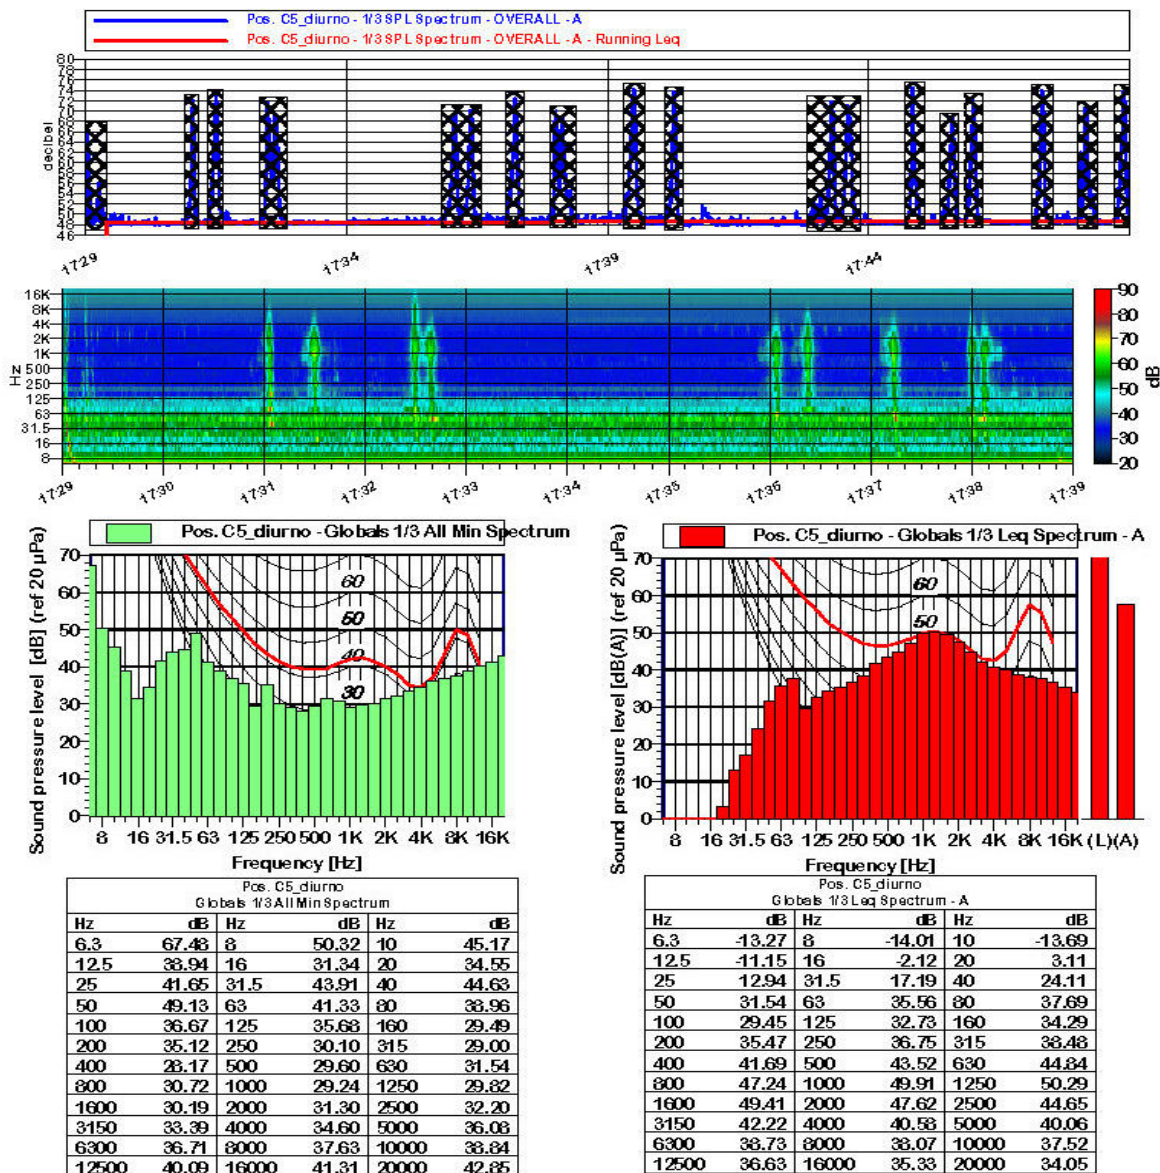 Pos. C5_diurno - 1/3 SPL Spectrum - OVERALL - A
Pos. C5_diurno - 1/3 SPL Spectrum - OVERALL - A - Running Leq
80
78
76
74
72
70
68
66
64
62
60
58
56
54
52
50
48
46
decibel
17:29 17:34 17:39 17:44
16K
8K
4K
2K
1K
500
250
125
63
31.5
16
8
Hz
90
80
70
60
50
40
30
20
dB
17:29 17:30 17:31 17:32 17:33 17:34 17:35 17:36 17:37 17:38 17:39
Pos. C5_diurno - Globals 1/3 All Min Spectrum
Sound pressure level [dB] (ref 20 µPa)
70
60
50
40
30
20
10
0
60
50
40
30
8 16 31.5 63 125 250 500 1K 2K 4K 8K 16K
Frequency [Hz]
Pos. C5_diurno - Globals 1/3 Leq Spectrum - A
Sound pressure level [dB(A)] (ref 20 µPa)
70
60
50
40
30
20
10
0
60
50
8 16 31.5 63 125 250 500 1K 2K 4K 8K 16K (L) (A)
Frequency [Hz]
Pos. C5_diurno
Globals 1/3 All Min Spectrum
Hz dB Hz dB Hz dB
6.3 67.48 8 50.32 10 45.17
12.5 38.94 16 31.34 20 34.55
25 41.65 31.5 43.91 40 44.63
50 49.13 63 41.33 80 38.96
100 36.67 125 35.68 160 29.49
200 35.12 250 30.10 315 29.00
400 28.17 500 29.60 630 31.54
800 30.72 1000 29.24 1250 29.82
1600 30.19 2000 31.30 2500 32.20
3150 33.39 4000 34.60 5000 36.08
6300 36.71 8000 37.63 10000 38.84
12500 40.09 16000 41.31 20000 42.85
Pos. C5_diurno
Globals 1/3 Leq Spectrum - A
Hz dB Hz dB Hz dB
6.3 -13.27 8 -14.01 10 -13.69
12.5 -11.15 16 -2.12 20 3.11
25 12.94 31.5 17.19 40 24.11
50 31.54 63 35.56 80 37.69
100 29.45 125 32.73 160 34.29
200 35.47 250 36.75 315 38.48
400 41.69 500 43.52 630 44.84
800 47.24 1000 49.91 1250 50.29
1600 49.41 2000 47.62 2500 44.65
3150 42.22 4000 40.58 5000 40.06
6300 38.73 8000 38.07 10000 37.52
12500 36.63 16000 35.33 20000 34.05